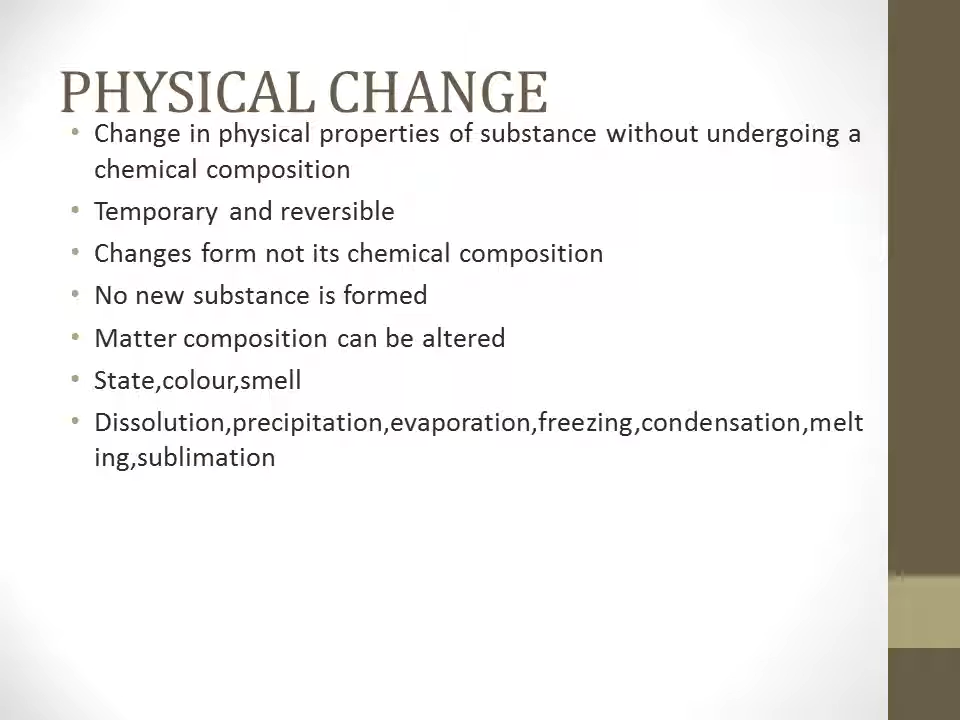 PHYSICAL CHANGE
• Change in physical properties of substance without undergoing a
chemical composition
• Temporary and reversible
• Changes form not its chemical composition
• No new substance is formed
• Matter composition can be altered
• State,colour,smell
• Dissolution,precipitation,evaporation,freezing,condensation,melt
ing,sublimation